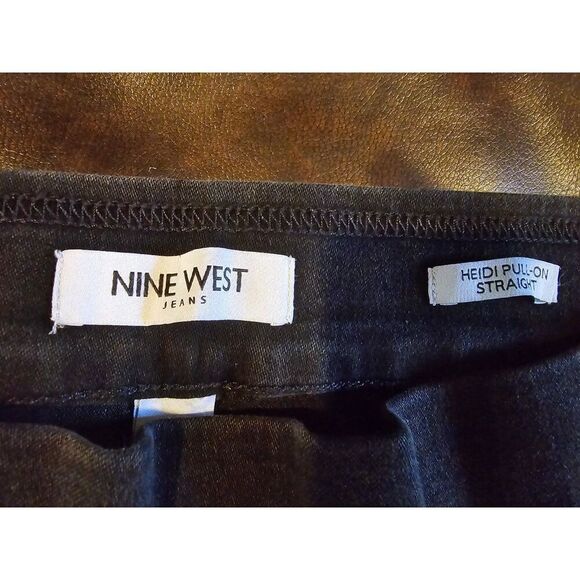 NINE WEST
JEANS
HEIDI PULL-ON
STRAIGHT